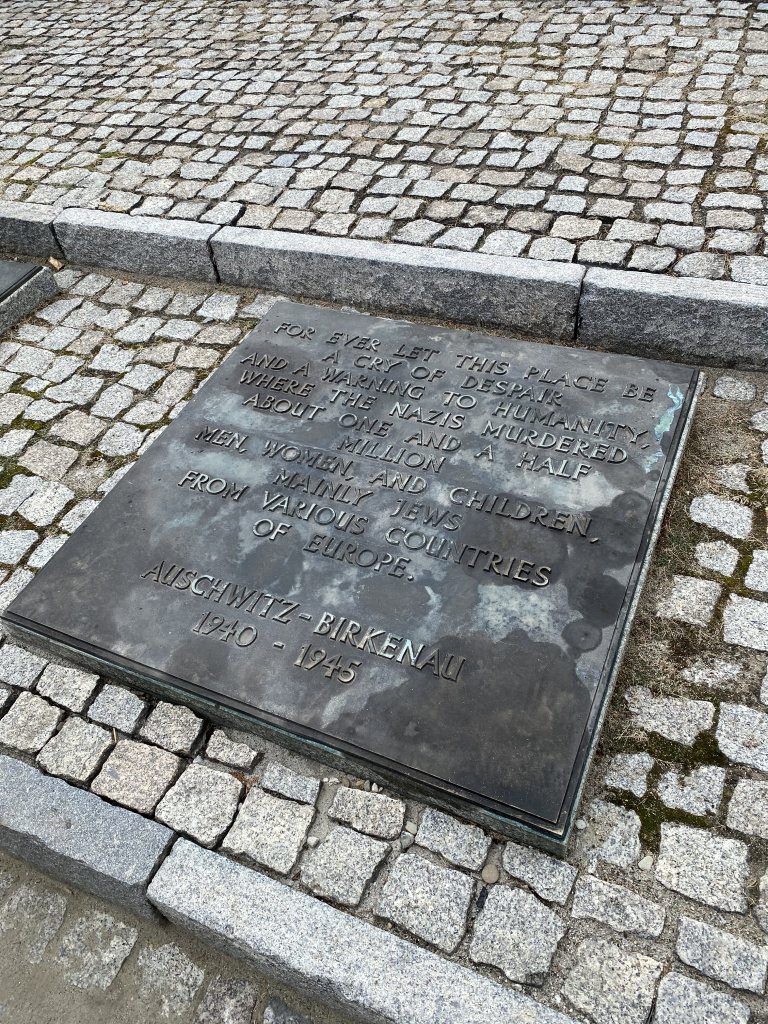 FOR EVER LET THIS PLACE BE
A CRY OF DESPAIR
AND A WARNING TO HUMANITY,
WHERE THE NAZIS MURDERED
ABOUT ONE AND A HALF
MILLION
MEN, WOMEN, AND CHILDREN,
MAINLY JEWS
FROM VARIOUS COUNTRIES
OF EUROPE.
AUSCHWITZ-BIRKENAU
1940 - 1945